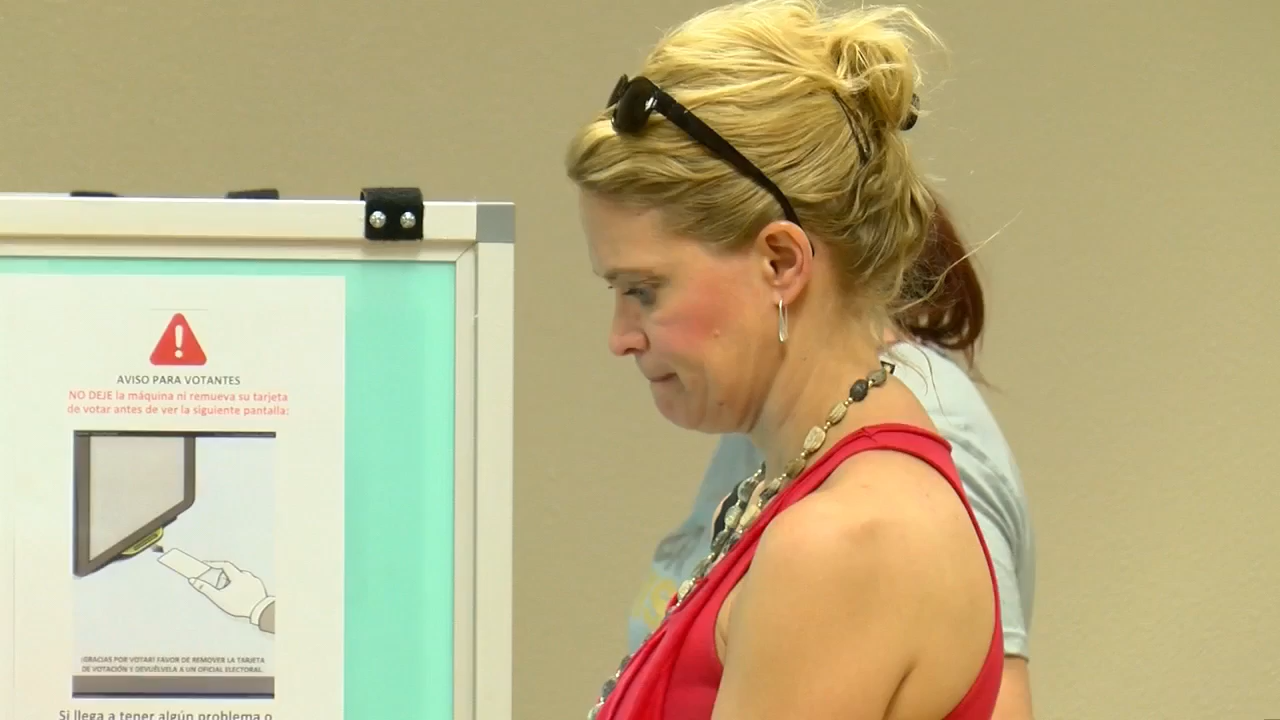 AVISO PARA VOTANTES
NO DEJE la máquina ni remueva su tarjeta
de votar antes de ver la siguiente pantalla:
¡GRACIAS POR VOTAR! FAVOR DE REMOVER LA TARJETA
DE VOTACIÓN Y DEVUÉLVELA A UN OFICIAL ELECTORAL.
Si llega a tener algún problema o